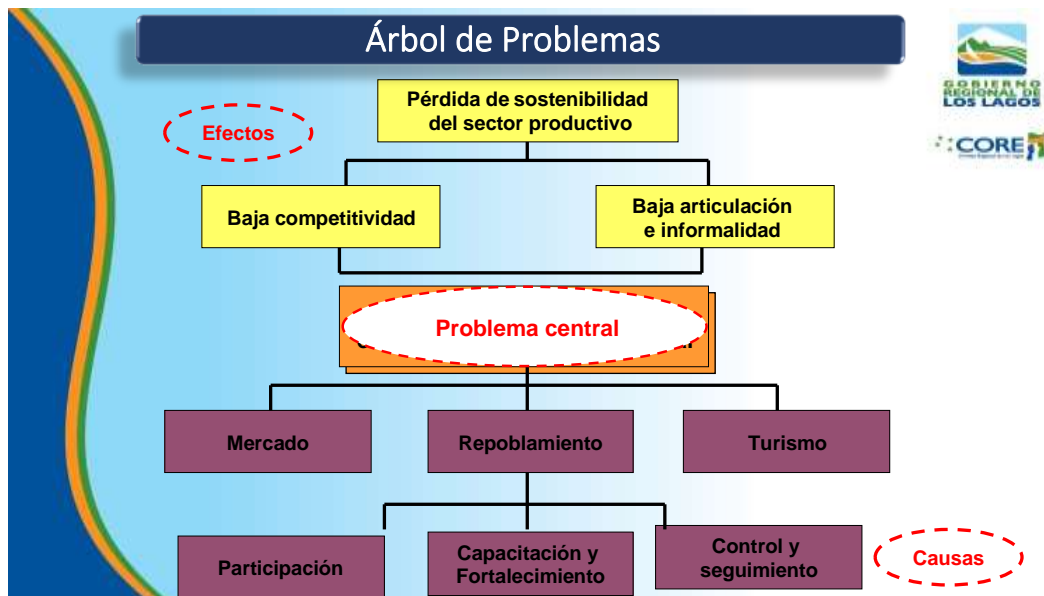 Árbol de Problemas
GOBIERNO
REGIONAL DE
LOS LAGOS
CORE
Pérdida de sostenibilidad
del sector productivo
Efectos
Baja competitividad
Baja articulación
e informalidad
Problema central
Mercado
Repoblamiento
Turismo
Participación
Capacitación y
Fortalecimiento
Control y
seguimiento
Causas